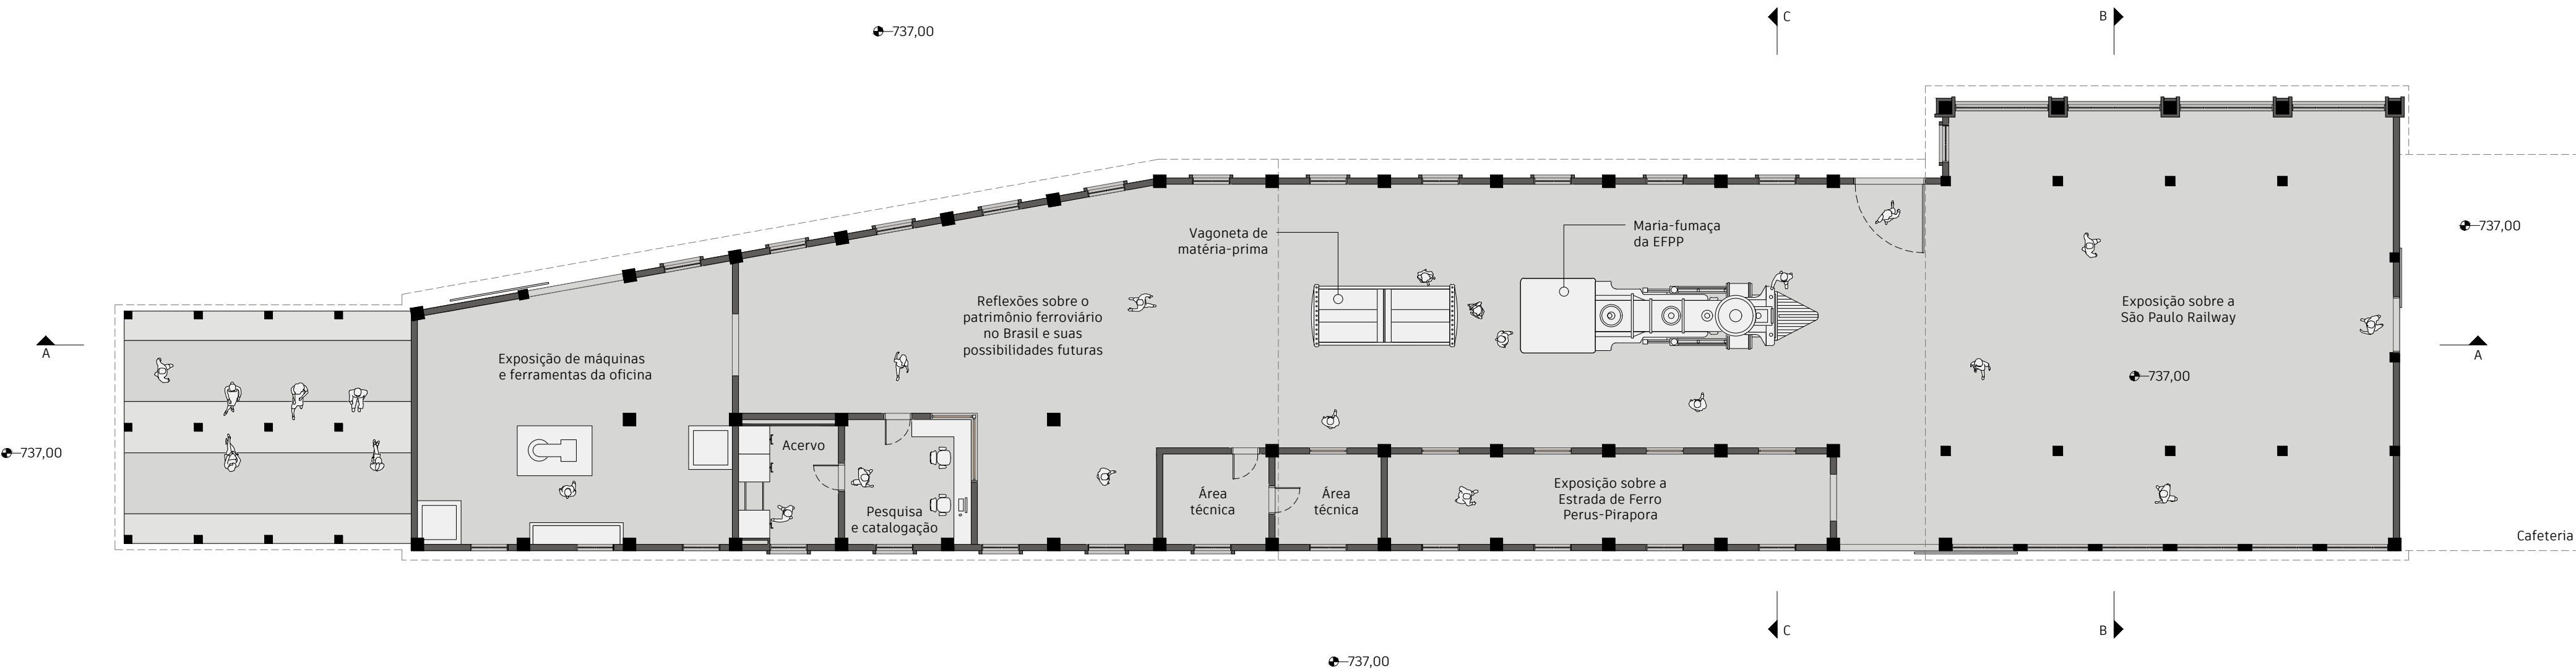 C
B
737,00
Vagoneta de
matéria-prima
Maria-fumaça
da EFPP
737,00
Reflexões sobre o
patrimônio ferroviário
no Brasil e suas
possibilidades futuras
Exposição sobre a
São Paulo Railway
A
A
Exposição de máquinas
e ferramentas da oficina
737,00
737,00
Acervo
Pesquisa
e catalogação
Área
técnica
Área
técnica
Exposição sobre a
Estrada de Ferro
Perus-Pirapora
Cafeteria
C
B
737,00